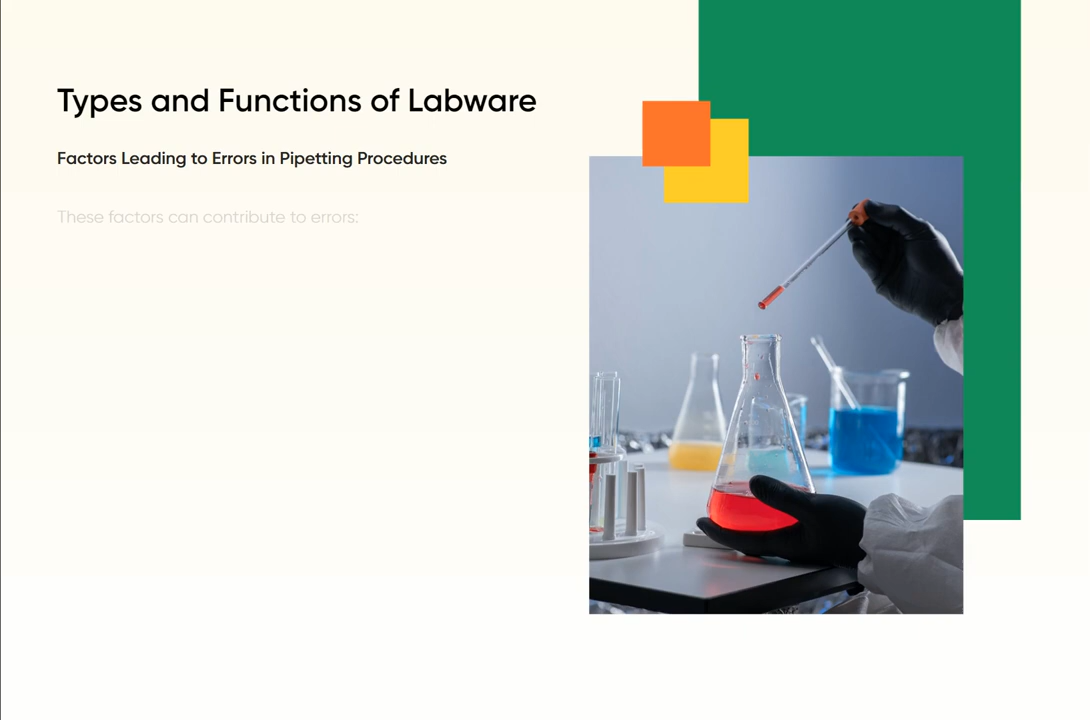 Types and Functions of Labware
Factors Leading to Errors in Pipetting Procedures
These factors can contribute to errors: